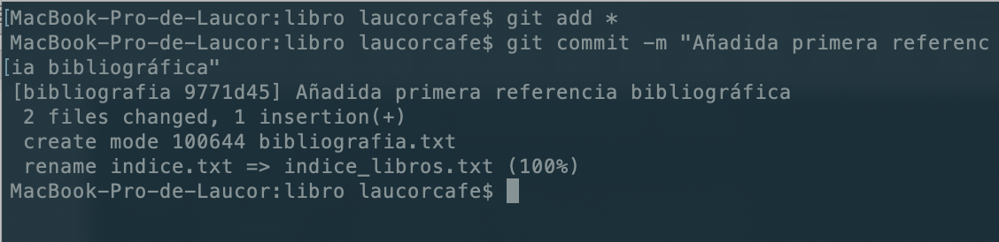 [MacBook-Pro-de-Laucor:libro laucorcafe$ git add *
MacBook-Pro-de-Laucor:libro laucorcafe$ git commit -m "Añadida primera referenc
[ia bibliográfica"
[bibliografia 9771d45] Añadida primera referencia bibliográfica
2 files changed, 1 insertion(+)
create mode 100644 bibliografia.txt
rename indice.txt => indice_libros.txt (100%)
MacBook-Pro-de-Laucor:libro laucorcafe$